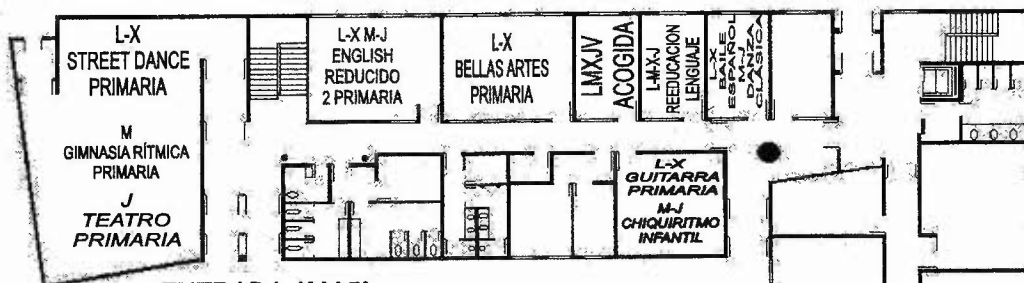 L-X
STREET DANCE
PRIMARIA
M
GIMNASIA RÍTMICA
PRIMARIA
J
TEATRO
PRIMARIA
L-X M-J
ENGLISH
REDUCIDO
2 PRIMARIA
L-X
BELLAS ARTES
PRIMARIA
LMXJV
ACOGIDA
L-M-X-J
REEDUCACION
LENGUAJE
L-X
BAILE
ESPAÑOL
M-J
DANZA
CLÁSICA
L-X
GUITARRA
PRIMARIA
M-J
CHIQUIRITMO
INFANTIL